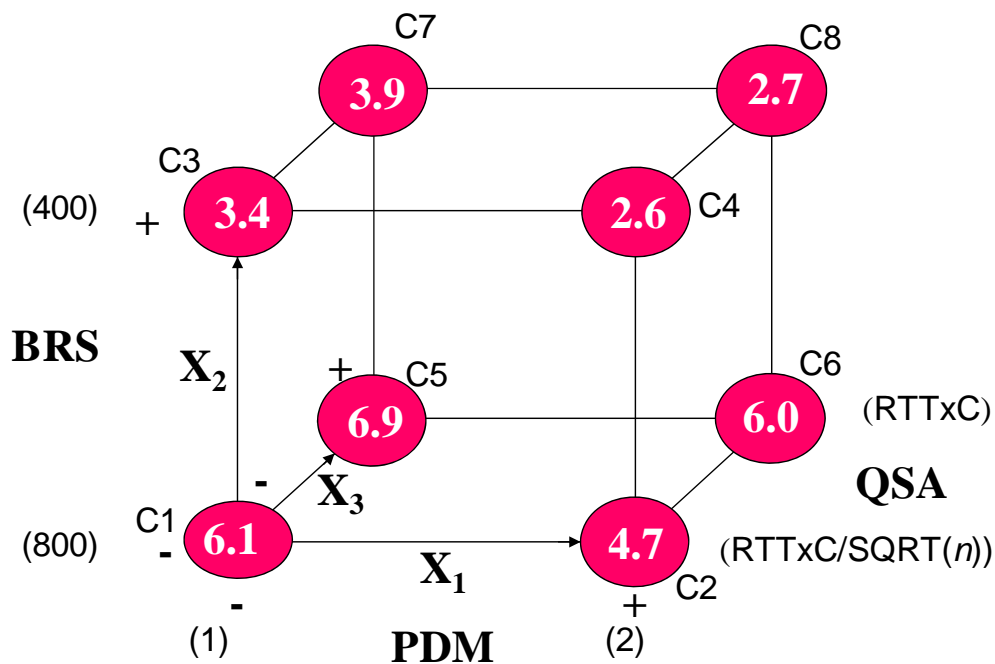 C7
C8
3.9
2.7
C3
(400)
+
3.4
2.6
C4
BRS
X₂
+
C5
C6
6.9
6.0
(RTTxC)
-
X₃
QSA
C1
(800)
-
6.1
4.7
(RTTxC/SQRT(n))
X₁
C2
-
+
(1)
PDM
(2)